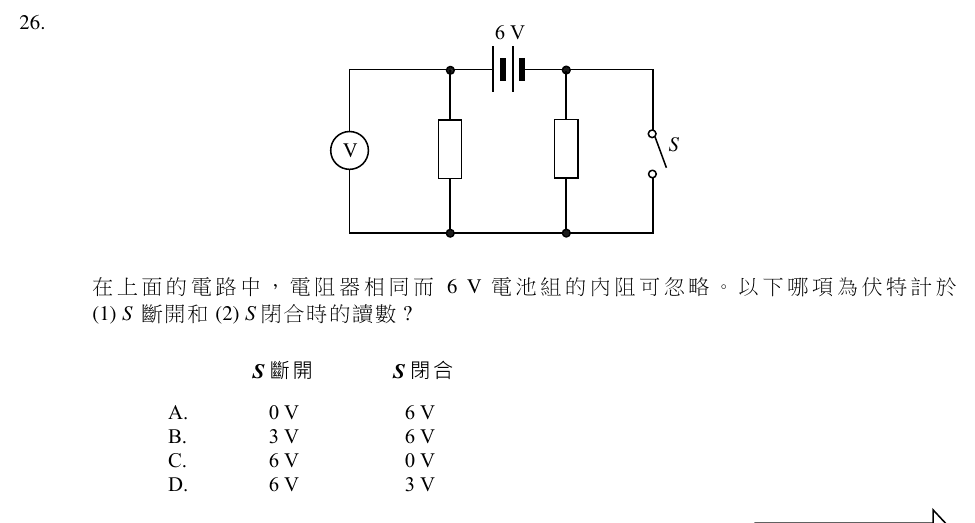 26.
6 V
V
S
在上面的電路中，電阻器相同而 6 V 電池組的內阻可忽略。以下哪項為伏特計於
(1) S 斷開和 (2) S 閉合時的讀數？
S 斷開 S 閉合
A. 0 V 6 V
B. 3 V 6 V
C. 6 V 0 V
D. 6 V 3 V